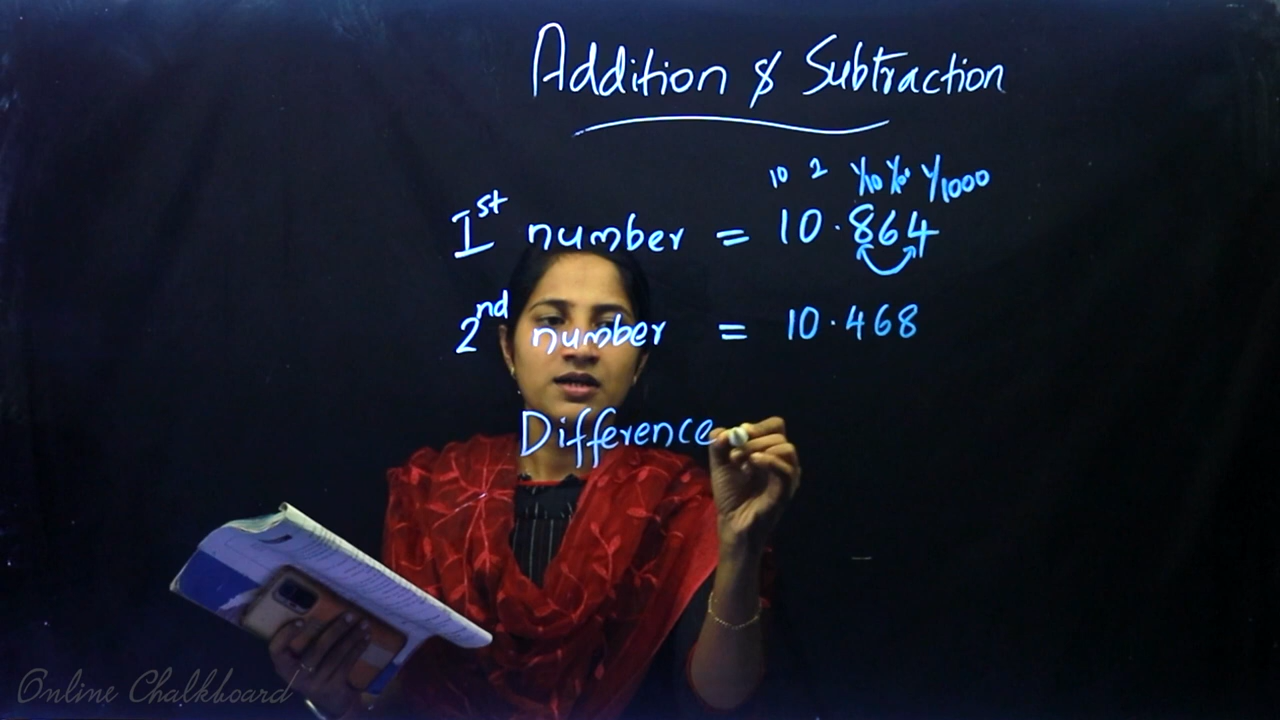 Addition & Subtraction
10 2 1/10 1/100 1/1000
1st number = 10.864
2nd number = 10.468
Difference
Online Chalkboard